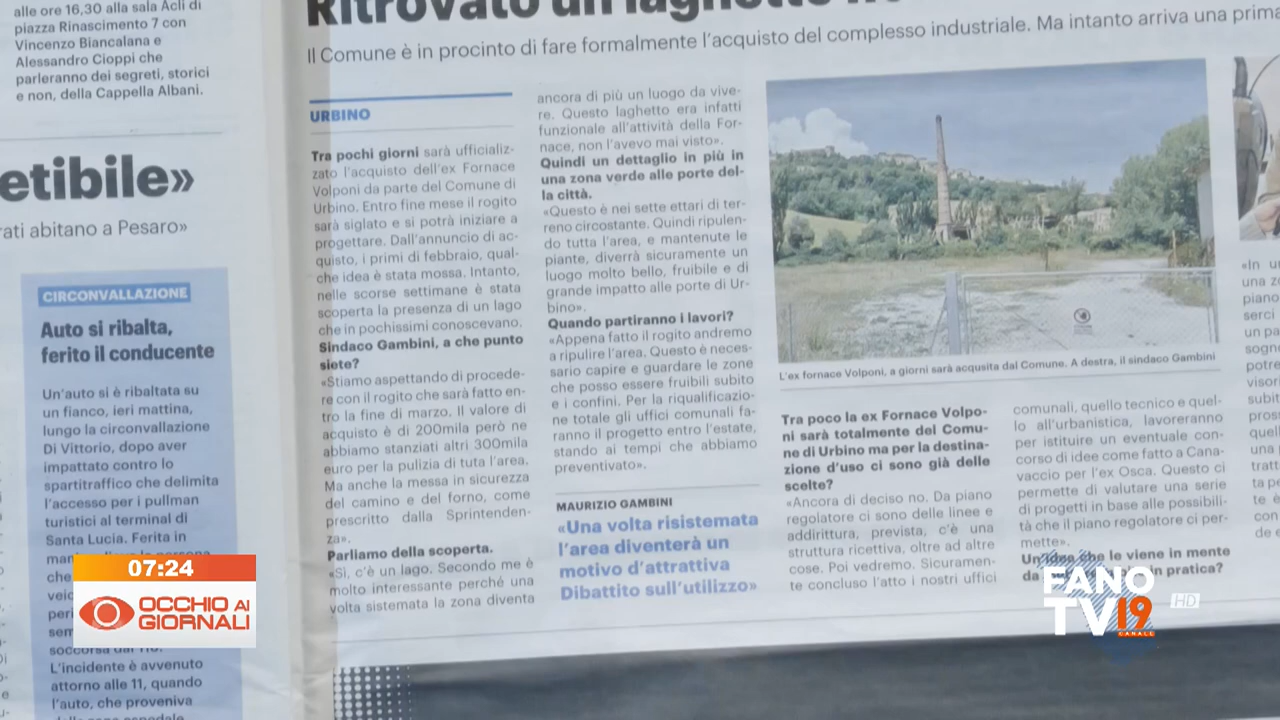 alle ore 16,30 alla sala Acli di
piazza Rinascimento 7 con
Vincenzo Biancalana e
Alessandro Cioppi che
parleranno dei segreti, storici
e non, della Cappella Albani.
etibile»
rati abitano a Pesaro»
CIRCONVALLAZIONE
Auto si ribalta,
ferito il conducente
Un'auto si è ribaltata su
un fianco, ieri mattina,
lungo la circonvallazione
Di Vittorio, dopo aver
impattato contro lo
spartitraffico che delimita
l'accesso per i pullman
turistici al terminal di
Santa Lucia. Ferita in
L'incidente è avvenuto
attorno alle 11, quando
l'auto, che proveniva
Ritrovato un laghetto
Il Comune è in procinto di fare formalmente l'acquisto del complesso industriale. Ma intanto arriva una prima
URBINO
Tra pochi giorni sarà ufficializ-
zato l'acquisto dell'ex Fornace
Volponi da parte del Comune di
Urbino. Entro fine mese il rogito
sarà siglato e si potrà iniziare a
progettare. Dall'annuncio di ac-
quisto, i primi di febbraio, qual-
che idea è stata mossa. Intanto,
nelle scorse settimane è stata
scoperta la presenza di un lago
che in pochissimi conoscevano.
Sindaco Gambini, a che punto
siete?
«Stiamo aspettando di procede-
re con il rogito che sarà fatto en-
tro la fine di marzo. Il valore di
acquisto è di 200mila però ne
abbiamo stanziati altri 300mila
euro per la pulizia di tuta l'area.
Ma anche la messa in sicurezza
del camino e del forno, come
prescritto dalla Sprintenden-
za».
Parliamo della scoperta.
«Sì, c'è un lago. Secondo me è
molto interessante perché una
volta sistemata la zona diventa
ancora di più un luogo da vive-
re. Questo laghetto era infatti
funzionale all'attività della For-
nace, non l'avevo mai visto».
Quindi un dettaglio in più in
una zona verde alle porte del-
la città.
«Questo è nei sette ettari di ter-
reno circostante. Quindi ripulen-
do tutta l'area, e mantenute le
piante, diverrà sicuramente un
luogo molto bello, fruibile e di
grande impatto alle porte di Ur-
bino».
Quando partiranno i lavori?
«Appena fatto il rogito andremo
a ripulire l'area. Questo è neces-
sario capire e guardare le zone
che posso essere fruibili subito
e i confini. Per la riqualificazio-
ne totale gli uffici comunali fa-
ranno il progetto entro l'estate,
stando ai tempi che abbiamo
preventivato».
MAURIZIO GAMBINI
«Una volta risistemata
l'area diventerà un
motivo d'attrattiva
Dibattito sull'utilizzo»
L'ex fornace Volponi, a giorni sarà acqusita dal Comune. A destra, il sindaco Gambini
Tra poco la ex Fornace Volpo-
ni sarà totalmente del Comu-
ne di Urbino ma per la destina-
zione d'uso ci sono già delle
scelte?
«Ancora di deciso no. Da piano
regolatore ci sono delle linee e
addirittura, prevista, c'è una
struttura ricettiva, oltre ad altre
cose. Poi vedremo. Sicuramen-
te concluso l'atto i nostri uffici
comunali, quello tecnico e quel-
lo all'urbanistica, lavoreranno
per istituire un eventuale con-
corso di idee come fatto a Cana-
vaccio per l'ex Osca. Questo ci
permette di valutare una serie
di progetti in base alle possibili-
tà che il piano regolatore ci per-
mette».
Un'idea che le viene in mente
da in pratica?
07:24
OCCHIO AI
GIORNALI
FANO
TV 19 HD
CANALE